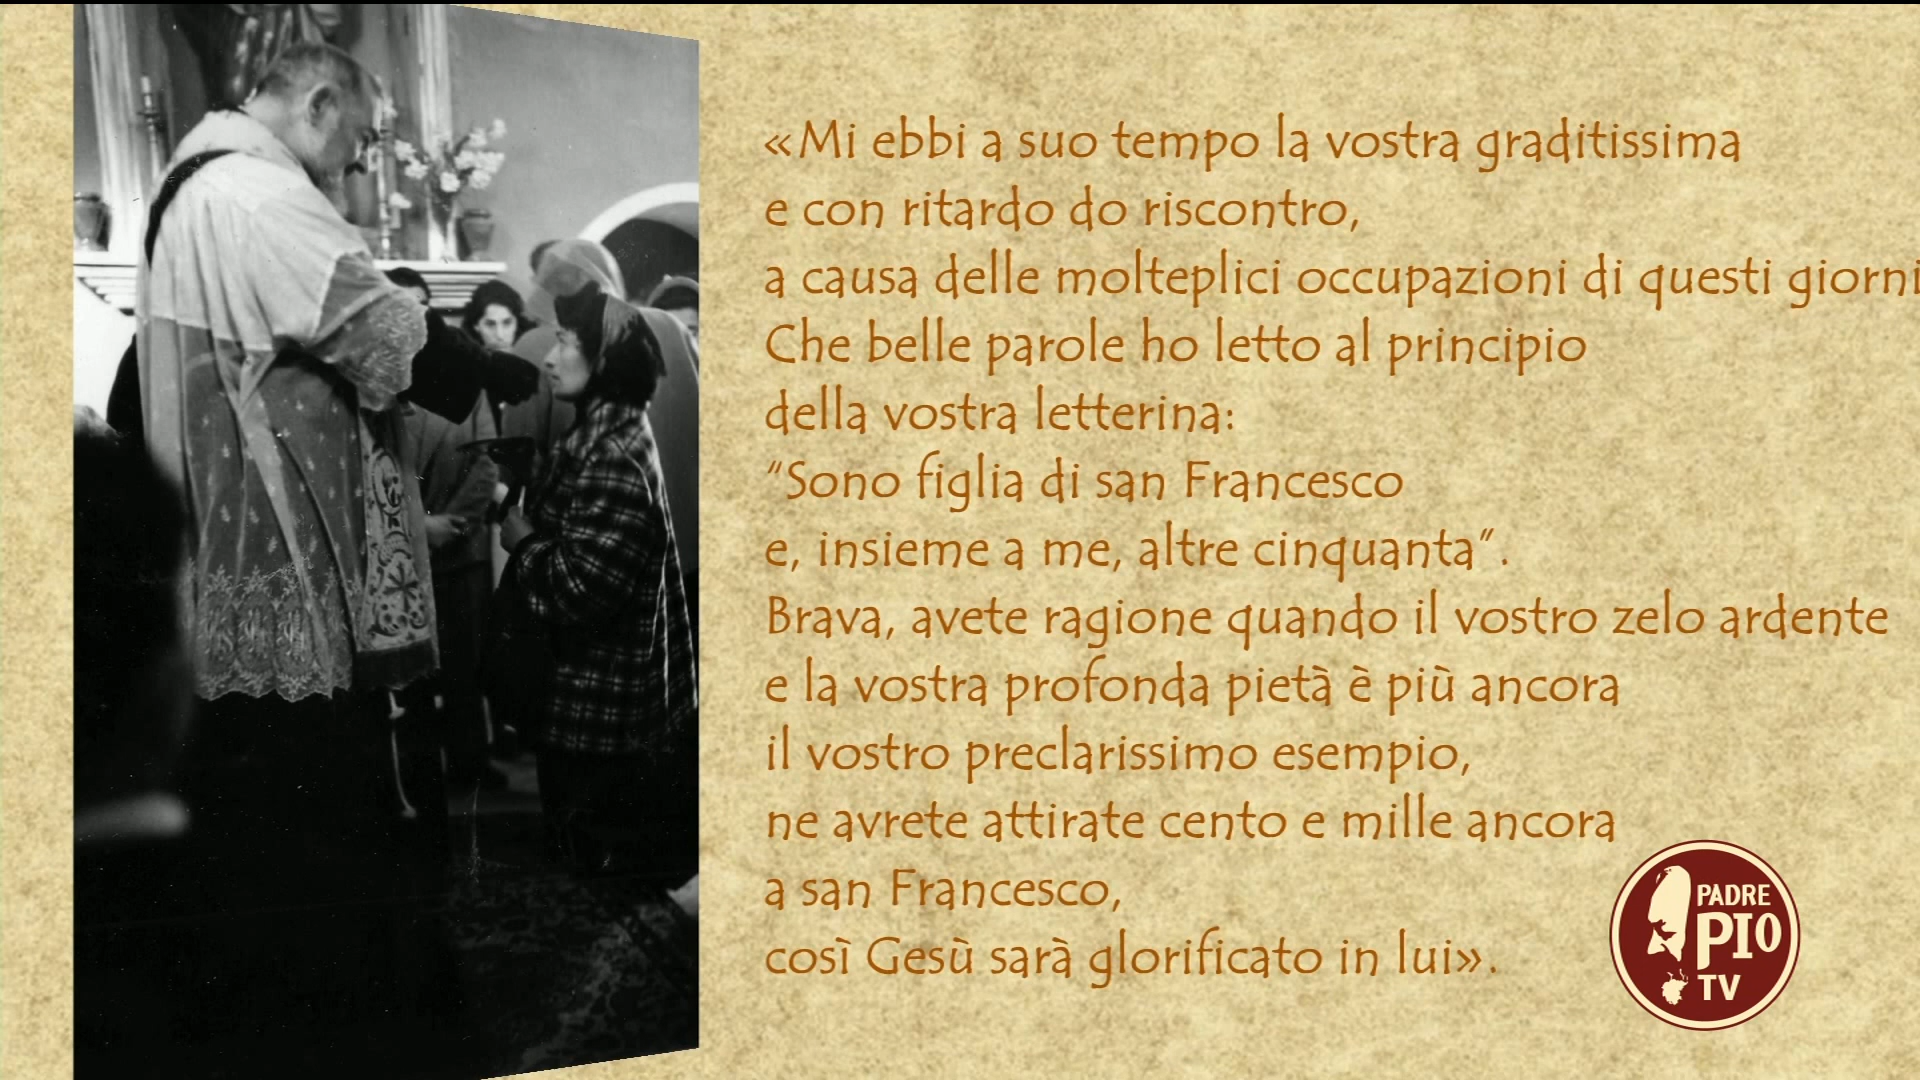 «Mi ebbi a suo tempo la vostra graditissima
e con ritardo do riscontro,
a causa delle molteplici occupazioni di questi giorni
Che belle parole ho letto al principio
della vostra letterina:
“Sono figlia di san Francesco
e, insieme a me, altre cinquanta”.
Brava, avete ragione quando il vostro zelo ardente
e la vostra profonda pietà è più ancora
il vostro preclarissimo esempio,
ne avrete attirate cento e mille ancora
a san Francesco,
così Gesù sarà glorificato in lui».
PADRE
PIO
TV